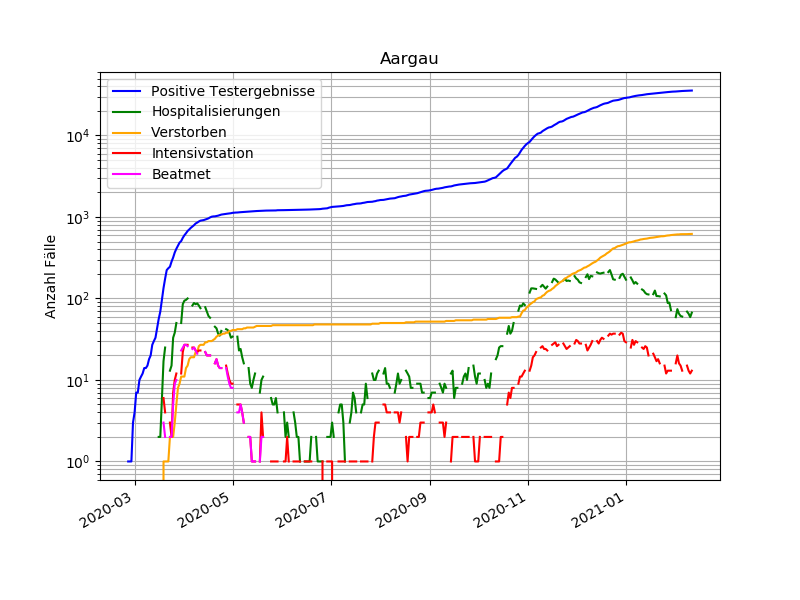 Aargau
Positive Testergebnisse
Hospitalisierungen
Verstorben
Intensivstation
Beatmet
Anzahl Fälle
10^4
10^3
10^2
10^1
10^0
2020-03
2020-05
2020-07
2020-09
2020-11
2021-01